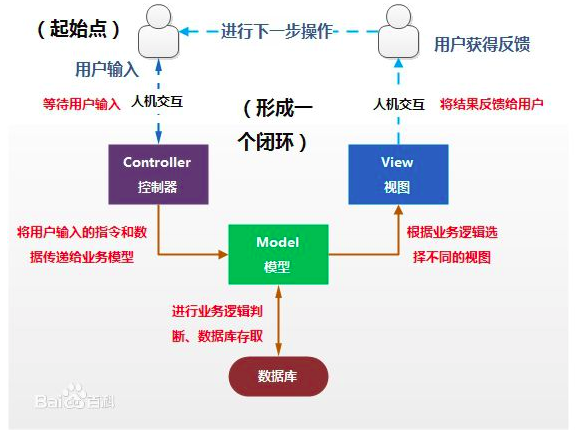 （起始点）
进行下一步操作
用户获得反馈
用户输入
等待用户输入
人机交互
（形成一
个闭环）
人机交互
将结果反馈给用户
Controller
控制器
View
视图
将用户输入的指令和数
据传递给业务模型
Model
模型
根据业务逻辑选
择不同的视图
进行业务逻辑判
断、数据库存取
数据库
Baidu百科